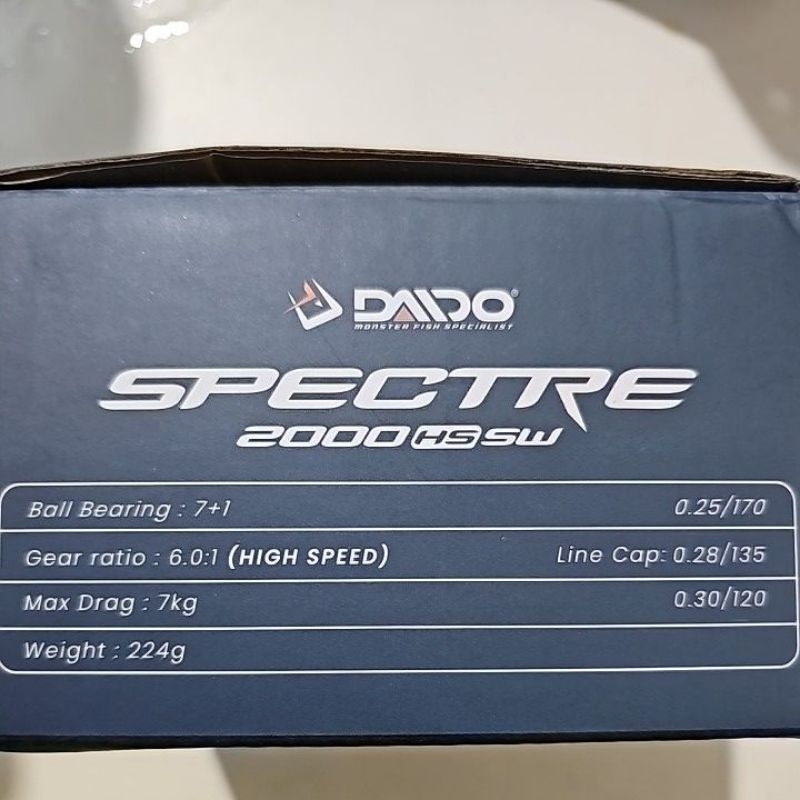 DAIDO®
MONSTER FISH SPECIALIST
SPECTRE
2000 HS SW
Ball Bearing : 7+1
0.25/170
Gear ratio : 6.0:1 (HIGH SPEED)
Line Cap: 0.28/135
Max Drag : 7kg
0.30/120
Weight : 224g